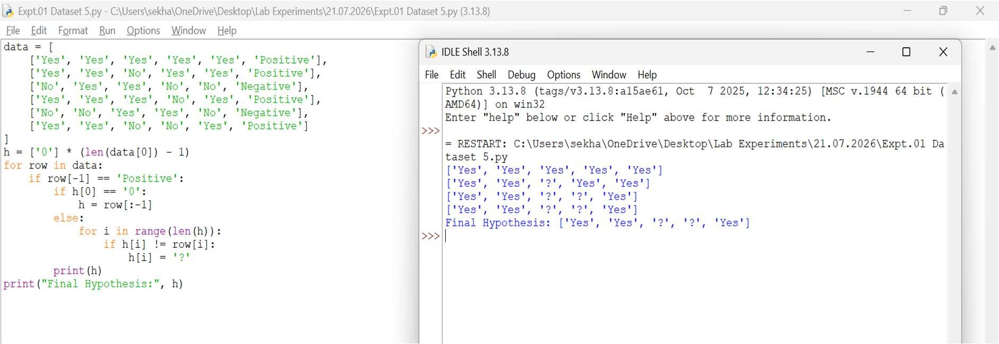 Expt.01 Dataset 5.py - C:\Users\sekha\OneDrive\Desktop\Lab Experiments\21.07.2026\Expt.01 Dataset 5.py (3.13.8)
File Edit Format Run Options Window Help
data = [
    ['Yes', 'Yes', 'Yes', 'Yes', 'Yes', 'Positive'],
    ['Yes', 'Yes', 'No', 'Yes', 'Yes', 'Positive'],
    ['No', 'Yes', 'Yes', 'No', 'No', 'Negative'],
    ['Yes', 'Yes', 'Yes', 'No', 'Yes', 'Positive'],
    ['No', 'No', 'Yes', 'Yes', 'No', 'Negative'],
    ['Yes', 'Yes', 'No', 'No', 'Yes', 'Positive']
]
h = ['0'] * (len(data[0]) - 1)
for row in data:
    if row[-1] == 'Positive':
        if h[0] == '0':
            h = row[:-1]
        else:
            for i in range(len(h)):
                if h[i] != row[i]:
                    h[i] = '?'
        print(h)
print("Final Hypothesis:", h)
IDLE Shell 3.13.8
File Edit Shell Debug Options Window Help
Python 3.13.8 (tags/v3.13.8:a15ae61, Oct  7 2025, 12:34:25) [MSC v.1944 64 bit (
AMD64)] on win32
Enter "help" below or click "Help" above for more information.
>>>
= RESTART: C:\Users\sekha\OneDrive\Desktop\Lab Experiments\21.07.2026\Expt.01 Da
taset 5.py
['Yes', 'Yes', 'Yes', 'Yes', 'Yes']
['Yes', 'Yes', '?', 'Yes', 'Yes']
['Yes', 'Yes', '?', '?', 'Yes']
['Yes', 'Yes', '?', '?', 'Yes']
Final Hypothesis: ['Yes', 'Yes', '?', '?', 'Yes']
>>>